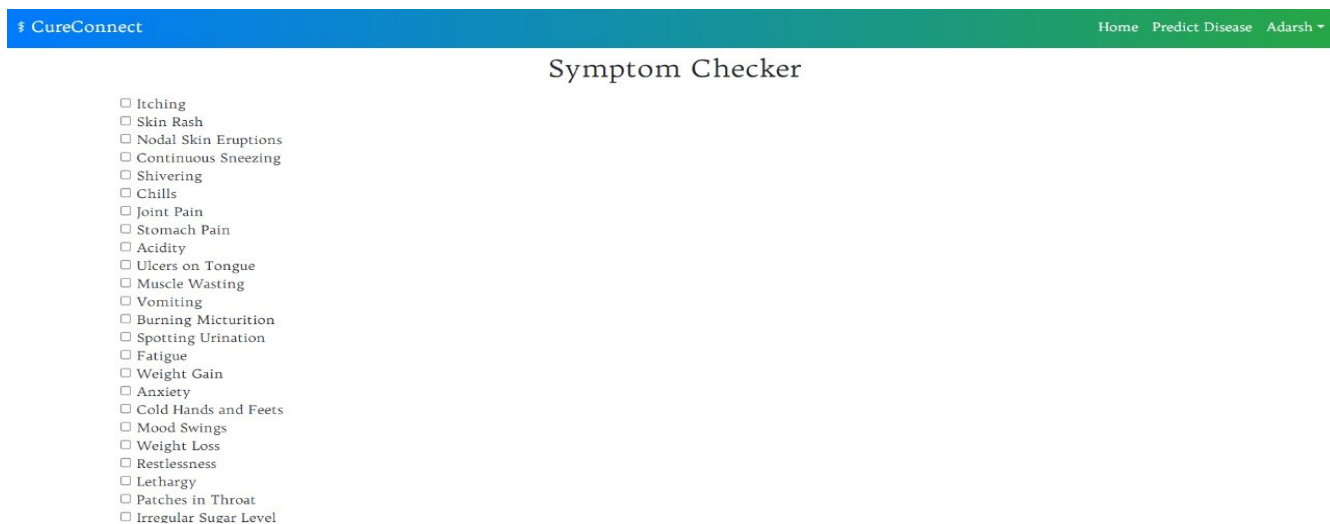 CureConnect
Home Predict Disease Adarsh
Symptom Checker
Itching
Skin Rash
Nodal Skin Eruptions
Continuous Sneezing
Shivering
Chills
Joint Pain
Stomach Pain
Acidity
Ulcers on Tongue
Muscle Wasting
Vomiting
Burning Micturition
Spotting Urination
Fatigue
Weight Gain
Anxiety
Cold Hands and Feets
Mood Swings
Weight Loss
Restlessness
Lethargy
Patches in Throat
Irregular Sugar Level